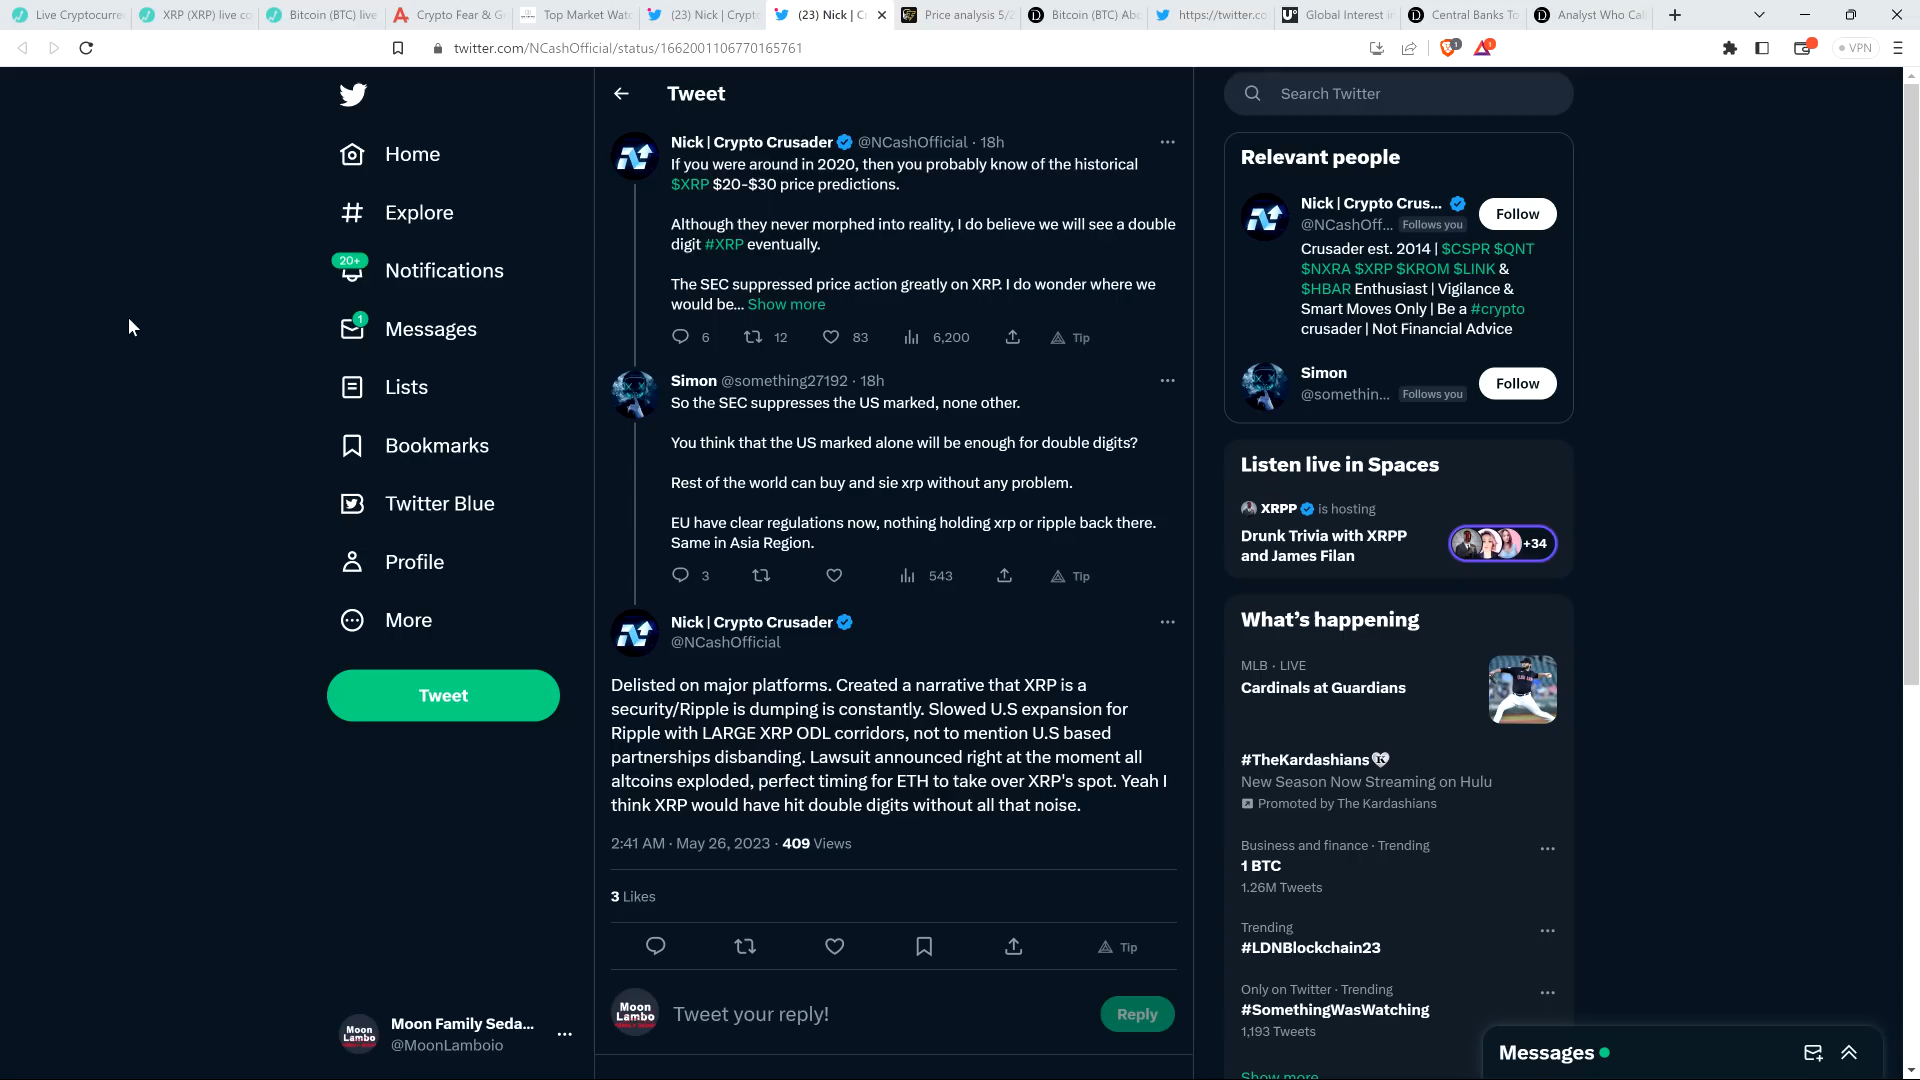 Live Cryptocurre
XRP (XRP) live co
Bitcoin (BTC) live
Crypto Fear & G
Top Market Wat
(23) Nick | Crypt
(23) Nick | C
Price analysis 5/2
Bitcoin (BTC) Abo
https://twitter.co
Global Interest in
Central Banks To
Analyst Who Cal
twitter.com/NCashOfficial/status/1662001106770165761
VPN
Home
Explore
20+
Notifications
1
Messages
Lists
Bookmarks
Twitter Blue
Profile
More
Tweet
Moon Lambo
Moon Family Seda...
@MoonLamboio
Tweet
Nick | Crypto Crusader @NCashOfficial · 18h
If you were around in 2020, then you probably know of the historical
$XRP $20-$30 price predictions.
Although they never morphed into reality, I do believe we will see a double
digit #XRP eventually.
The SEC suppressed price action greatly on XRP. I do wonder where we
would be... Show more
6 12 83 6,200 Tip
Simon @something27192 · 18h
So the SEC suppresses the US marked, none other.
You think that the US marked alone will be enough for double digits?
Rest of the world can buy and sie xrp without any problem.
EU have clear regulations now, nothing holding xrp or ripple back there.
Same in Asia Region.
3 543 Tip
Nick | Crypto Crusader
@NCashOfficial
Delisted on major platforms. Created a narrative that XRP is a
security/Ripple is dumping is constantly. Slowed U.S expansion for
Ripple with LARGE XRP ODL corridors, not to mention U.S based
partnerships disbanding. Lawsuit announced right at the moment all
altcoins exploded, perfect timing for ETH to take over XRP's spot. Yeah I
think XRP would have hit double digits without all that noise.
2:41 AM · May 26, 2023 · 409 Views
3 Likes
Tip
Moon Lambo
Tweet your reply!
Reply
Search Twitter
Relevant people
Nick | Crypto Crus...
@NCashOff... Follows you
Follow
Crusader est. 2014 | $CSPR $QNT
$NXRA $XRP $KROM $LINK &
$HBAR Enthusiast | Vigilance &
Smart Moves Only | Be a #crypto
crusader | Not Financial Advice
Simon
@somethin... Follows you
Follow
Listen live in Spaces
XRPP is hosting
Drunk Trivia with XRPP
and James Filan
+34
What's happening
MLB · LIVE
Cardinals at Guardians
#TheKardashians
New Season Now Streaming on Hulu
Promoted by The Kardashians
Business and finance · Trending
1 BTC
1.26M Tweets
Trending
#LDNBlockchain23
Only on Twitter · Trending
#SomethingWasWatching
1,193 Tweets
Show more
Messages